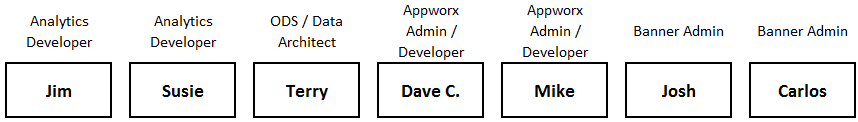 Analytics
Developer
Analytics
Developer
ODS / Data
Architect
Appworx
Admin /
Developer
Appworx
Admin /
Developer
Banner Admin
Banner Admin
Jim
Susie
Terry
Dave C.
Mike
Josh
Carlos